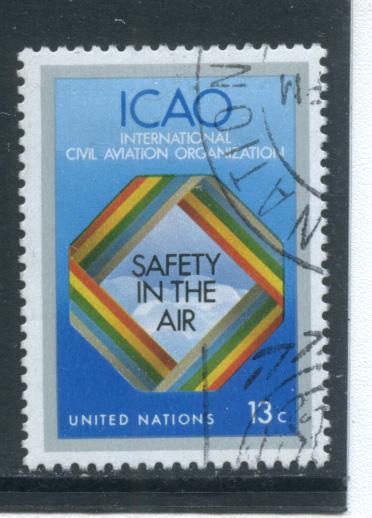 ICAO
INTERNATIONAL
CIVIL AVIATION ORGANIZATION
SAFETY
IN THE
AIR
UNITED NATIONS 13c